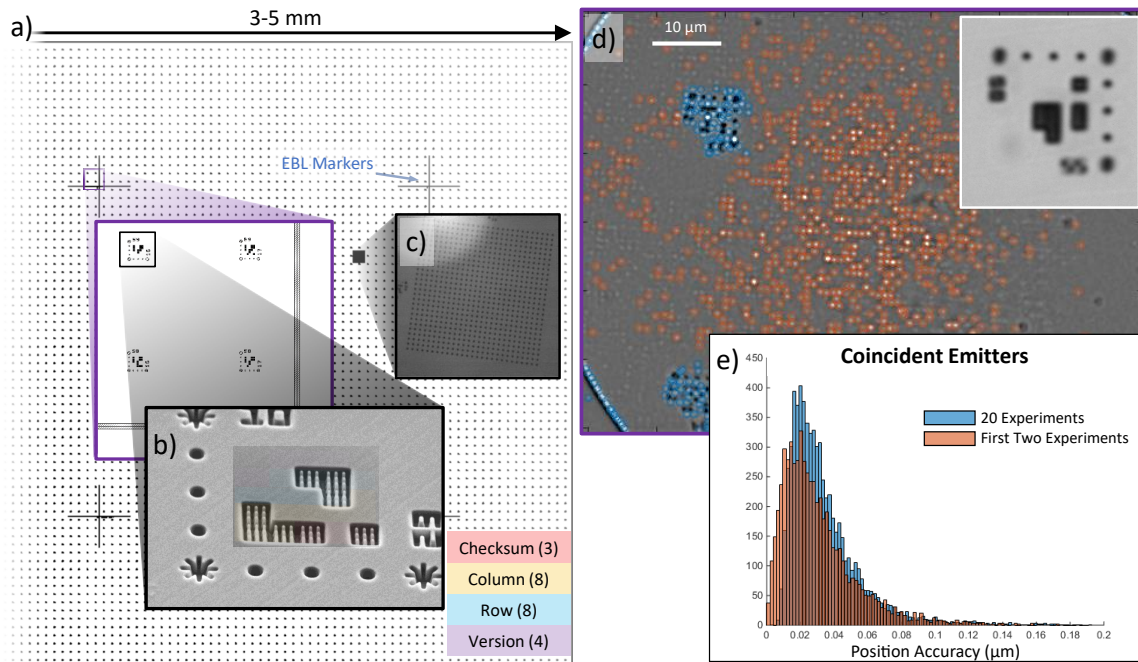 a)
3-5 mm
EBL Markers
c)
b)
Checksum (3)
Column (8)
Row (8)
Version (4)
d)
10 µm
e)
Coincident Emitters
20 Experiments
First Two Experiments
450
400
350
300
250
200
150
100
50
0
0
0.02
0.04
0.06
0.08
0.1
0.12
0.14
0.16
0.18
0.2
Position Accuracy (µm)